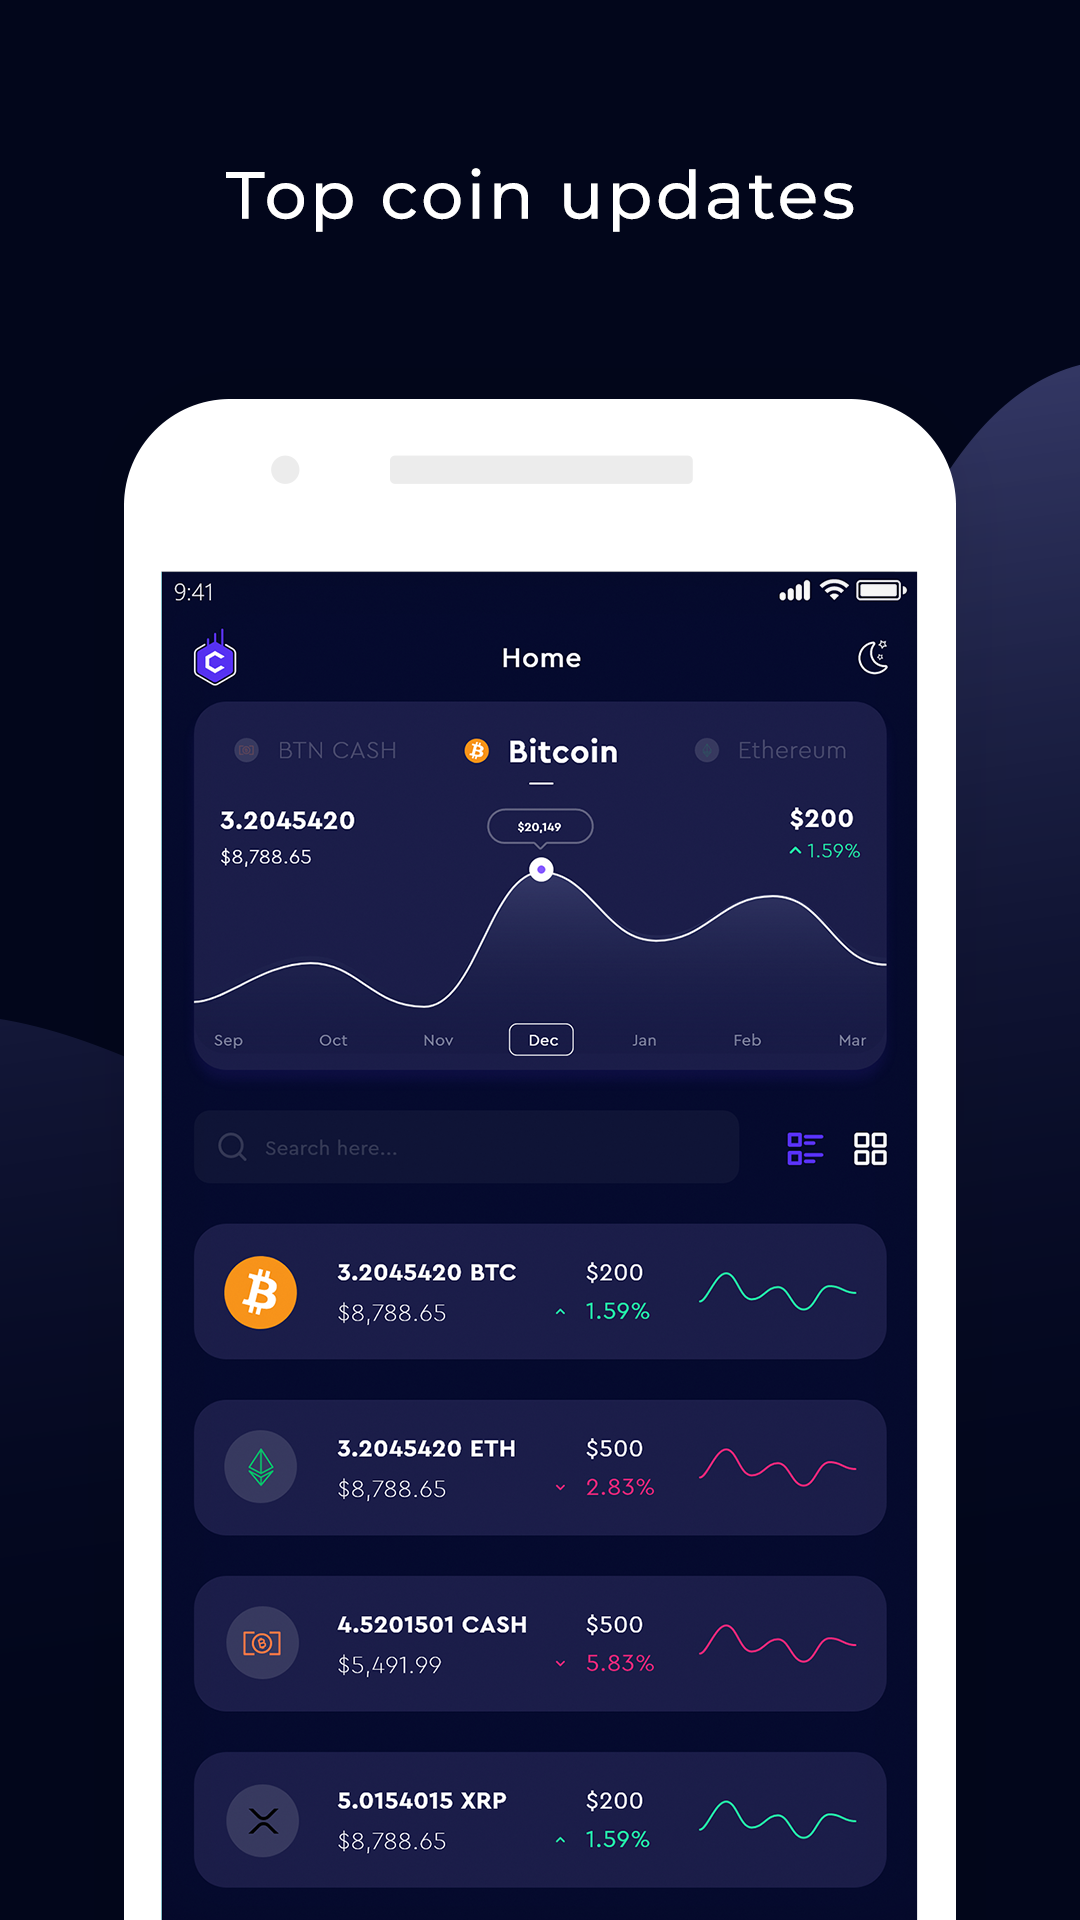 Top coin updates
9:41
Home
BTN CASH
Bitcoin
Ethereum
3.2045420
$8,788.65
$20,149
$200
1.59%
Sep Oct Nov Dec Jan Feb Mar
Search here...
3.2045420 BTC $200
$8,788.65 1.59%
3.2045420 ETH $500
$8,788.65 2.83%
4.5201501 CASH $500
$5,491.99 5.83%
5.0154015 XRP $200
$8,788.65 1.59%